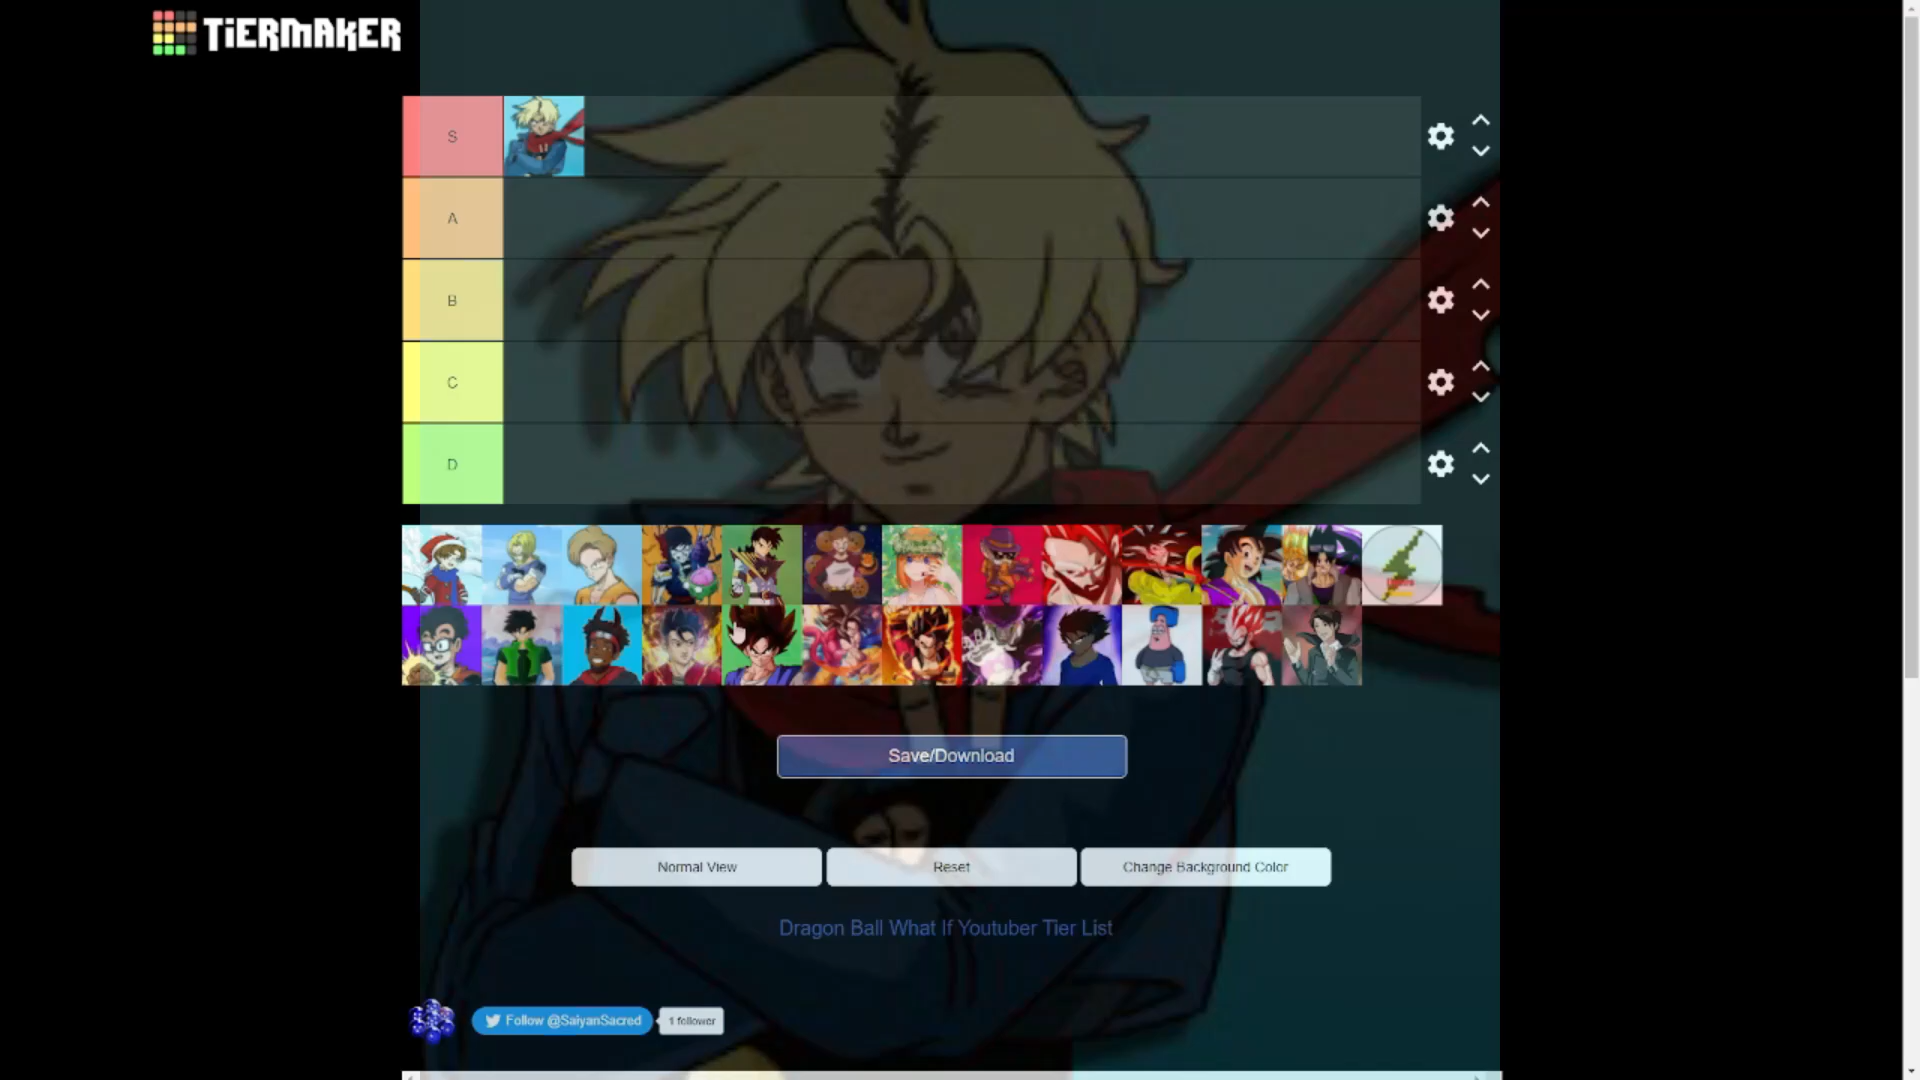 TiERMAKER
S
A
B
C
D
Save/Download
Normal View
Reset
Change Background Color
Dragon Ball What If Youtuber Tier List
Follow @SaiyanSacred
1 follower